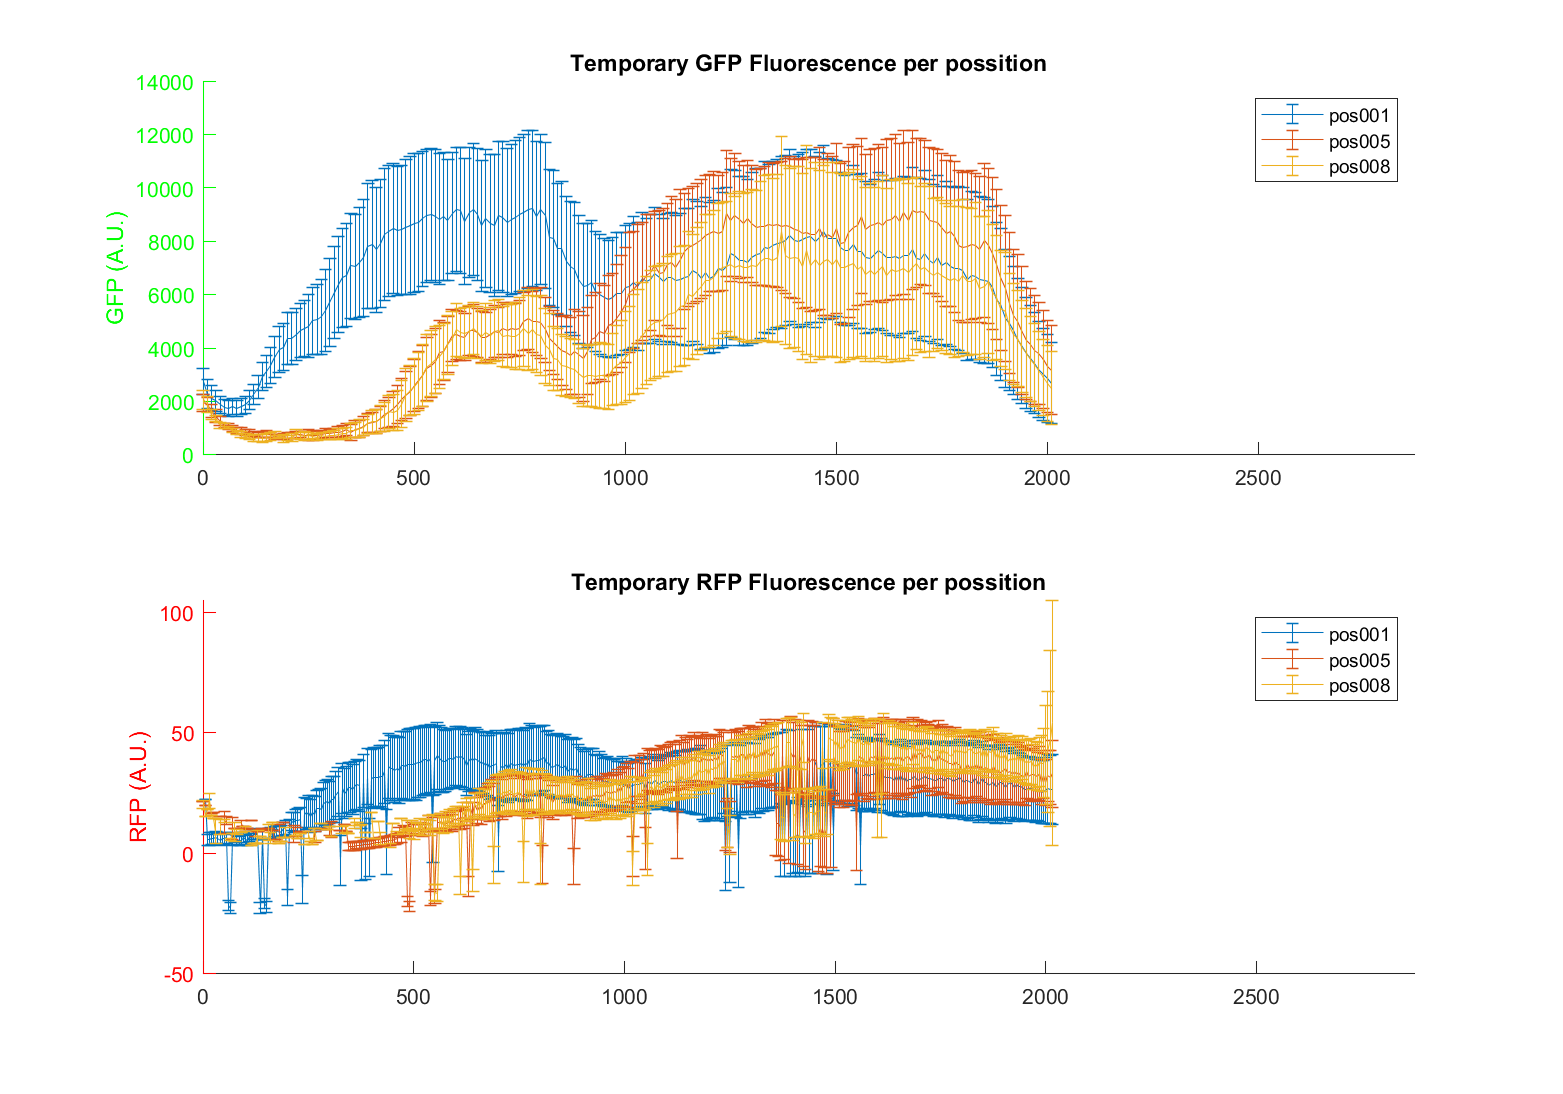 Temporary GFP Fluorescence per possition
GFP (A.U.)
14000
12000
10000
8000
6000
4000
2000
0
0 500 1000 1500 2000 2500
pos001
pos005
pos008
Temporary RFP Fluorescence per possition
RFP (A.U.)
100
50
0
-50
0 500 1000 1500 2000 2500
pos001
pos005
pos008